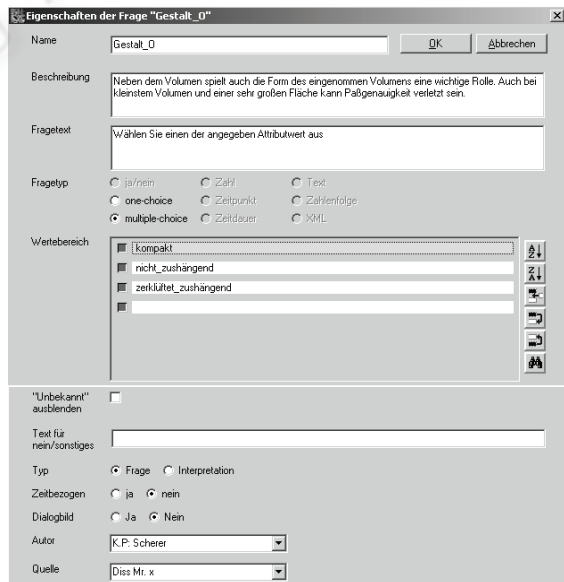 Eigenschaften der Frage "Gestalt_0"
Name
Gestalt_0
OK
Abbrechen
Beschreibung
Neben dem Volumen spielt auch die Form des eingenommen Volumens eine wichtige Rolle. Auch bei
kleinstem Volumen und einer sehr großen Fläche kann Paßgenauigkeit verletzt sein.
Fragetext
Wählen Sie einen der angegeben Attributwert aus
Fragetyp
ja/nein
Zahl
Text
one-choice
Zeitpunkt
Zahlenfolge
multiple-choice
Zeitdauer
XML
Wertebereich
kompakt
nicht_zushängend
zerklüftet_zushängend
"Unbekannt"
ausblenden
Text für
nein/sonstiges
Typ
Frage
Interpretation
Zeitbezogen
ja
nein
Dialogbild
Ja
Nein
Autor
K.P: Scherer
Quelle
Diss Mr. x